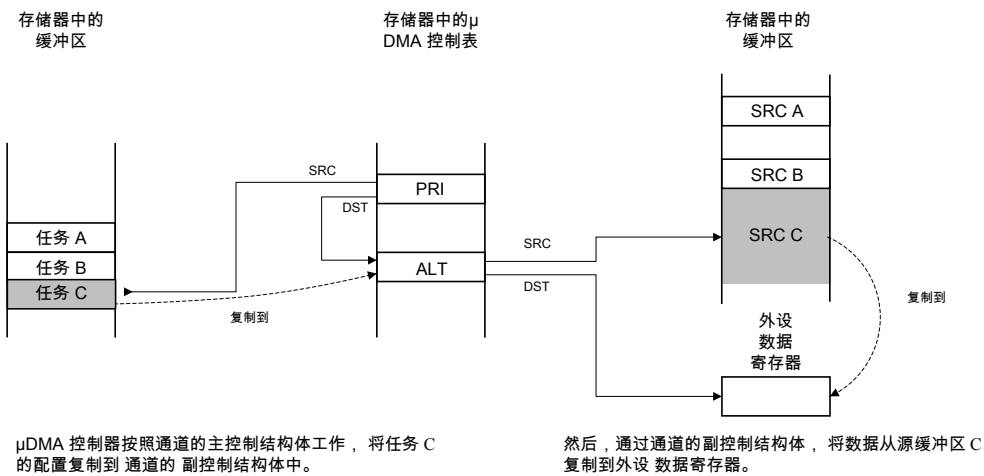 存储器中的
缓冲区
存储器中的μ
DMA 控制表
存储器中的
缓冲区
SRC A
SRC B
SRC C
SRC
PRI
DST
ALT
SRC
DST
任务 A
任务 B
任务 C
复制到
复制到
外设
数据
寄存器
μDMA 控制器按照通道的主控制结构体工作， 将任务 C
的配置复制到 通道的 副控制结构体中。
然后，通过通道的副控制结构体， 将数据从源缓冲区 C
复制到外设 数据寄存器。